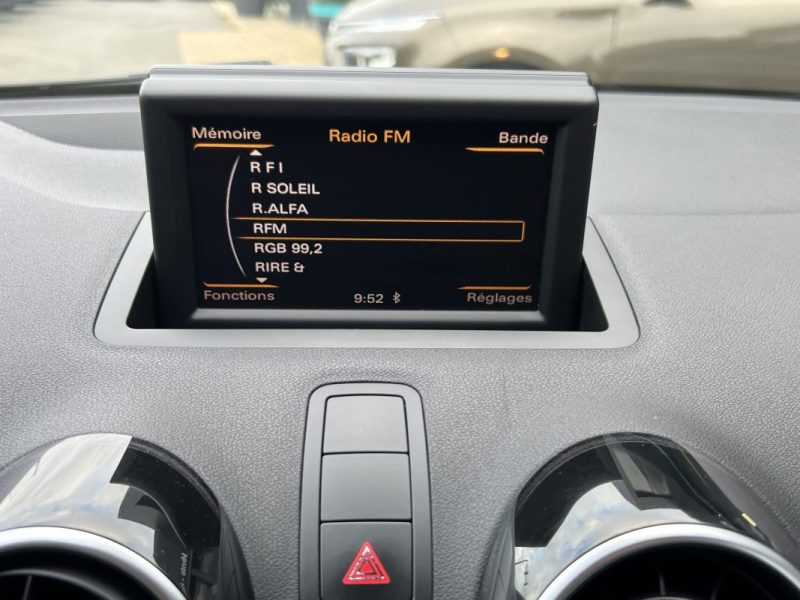 Mémoire Radio FM Bande
R F I
R SOLEIL
R.ALFA
RFM
RGB 99,2
RIRE &
Fonctions 9:52 Réglages